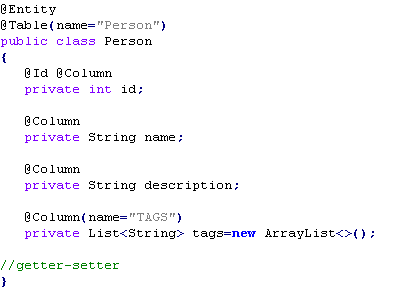 @Entity
@Table(name="Person")
public class Person
{
@Id @Column
private int id;
@Column
private String name;
@Column
private String description;
@Column(name="TAGS")
private List<String> tags=new ArrayList<>();
//getter-setter
}